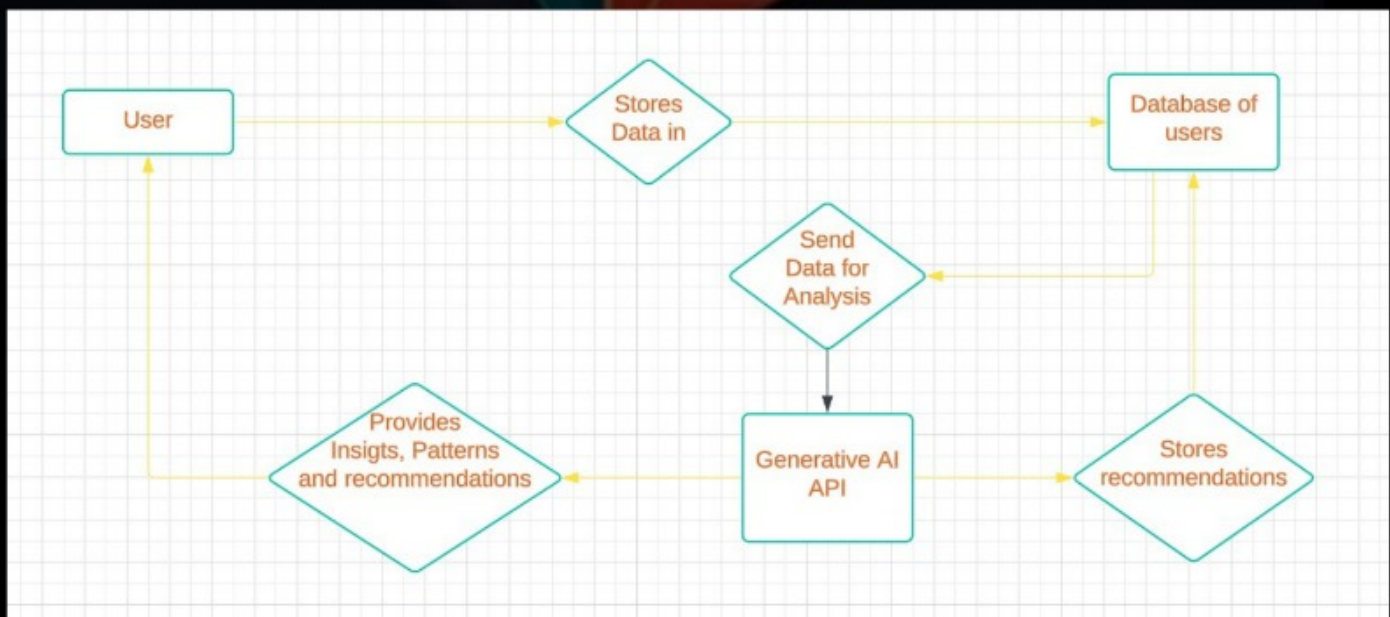 User
Stores
Data in
Database of
users
Send
Data for
Analysis
Provides
Insigts, Patterns
and recommendations
Generative AI
API
Stores
recommendations